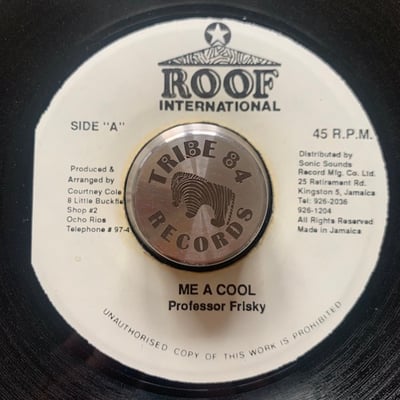 ROOF
INTERNATIONAL
SIDE "A"
45 R.P.M.
Produced &
Arranged by
Courtney Cole
8 Little Buckfie
Shop #2
Ocho Rios
Telephone # 97-4
Distributed by
Sonic Sounds
Record Mfg. Co. Ltd.
25 Retirement Rd.
Kingston 5, Jamaica
Tel: 926-2036
926-1204
All Rights Reserved
Made in Jamaica
TRIBE 84
RECORDS
ME A COOL
Professor Frisky
UNAUTHORISED COPY OF THIS WORK IS PROHIBITED